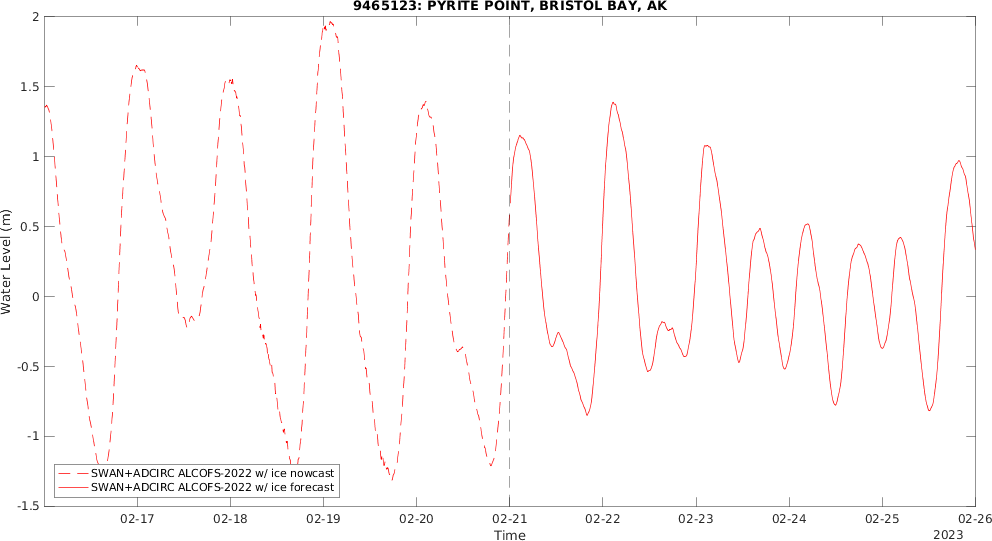 9465123: PYRITE POINT, BRISTOL BAY, AK
Water Level (m)
2
1.5
1
0.5
0
-0.5
-1
-1.5
SWAN+ADCIRC ALCOFS-2022 w/ ice nowcast
SWAN+ADCIRC ALCOFS-2022 w/ ice forecast
02-17 02-18 02-19 02-20 02-21 02-22 02-23 02-24 02-25 02-26
Time
2023